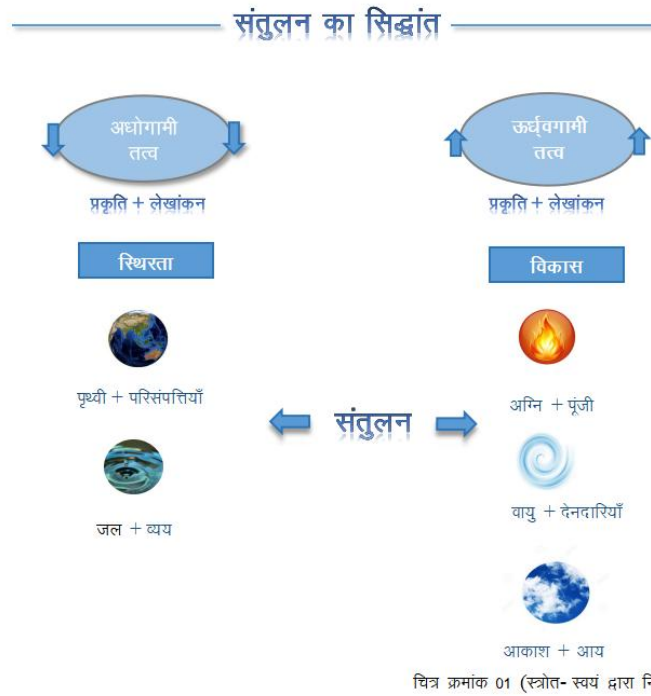 संतुलन का सिद्धांत
अधोगामी
तत्व
प्रकृति + लेखांकन
स्थिरता
पृथ्वी + परिसंपत्तियाँ
जल + व्यय
संतुलन
ऊर्ध्वगामी
तत्व
प्रकृति + लेखांकन
विकास
अग्नि + पूंजी
वायु + देनदारियाँ
आकाश + आय
चित्र क्रमांक 01 (स्त्रोत- स्वयं द्वारा